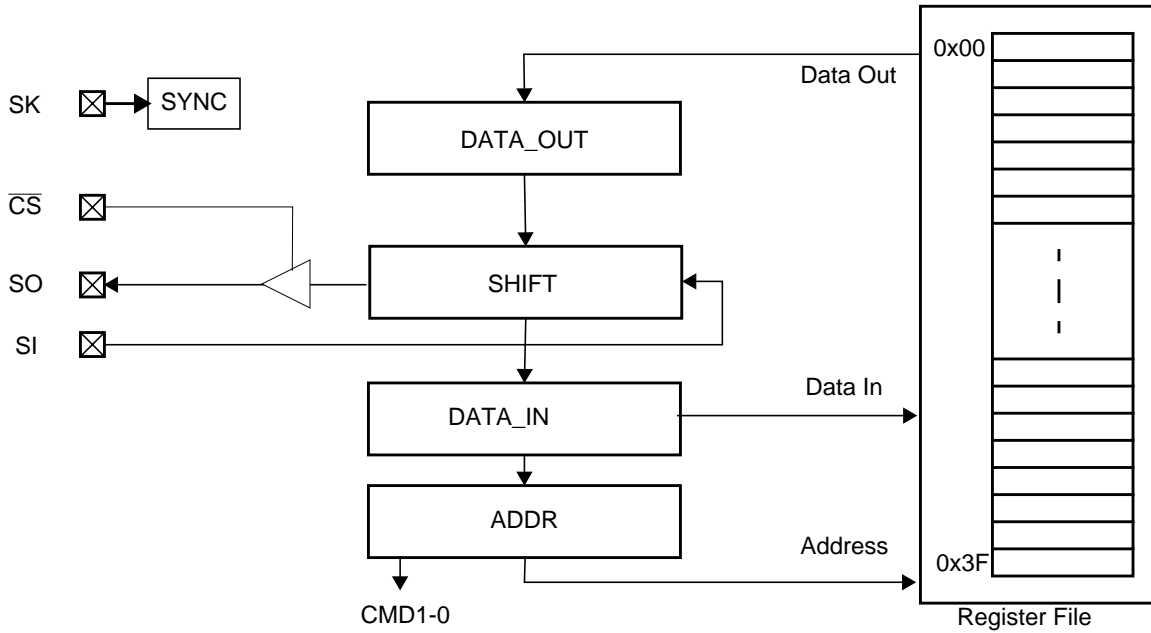 0x00
Data Out
SK
SYNC
DATA_OUT
CS
SO
SHIFT
SI
Data In
DATA_IN
ADDR
Address
0x3F
CMD1-0
Register File